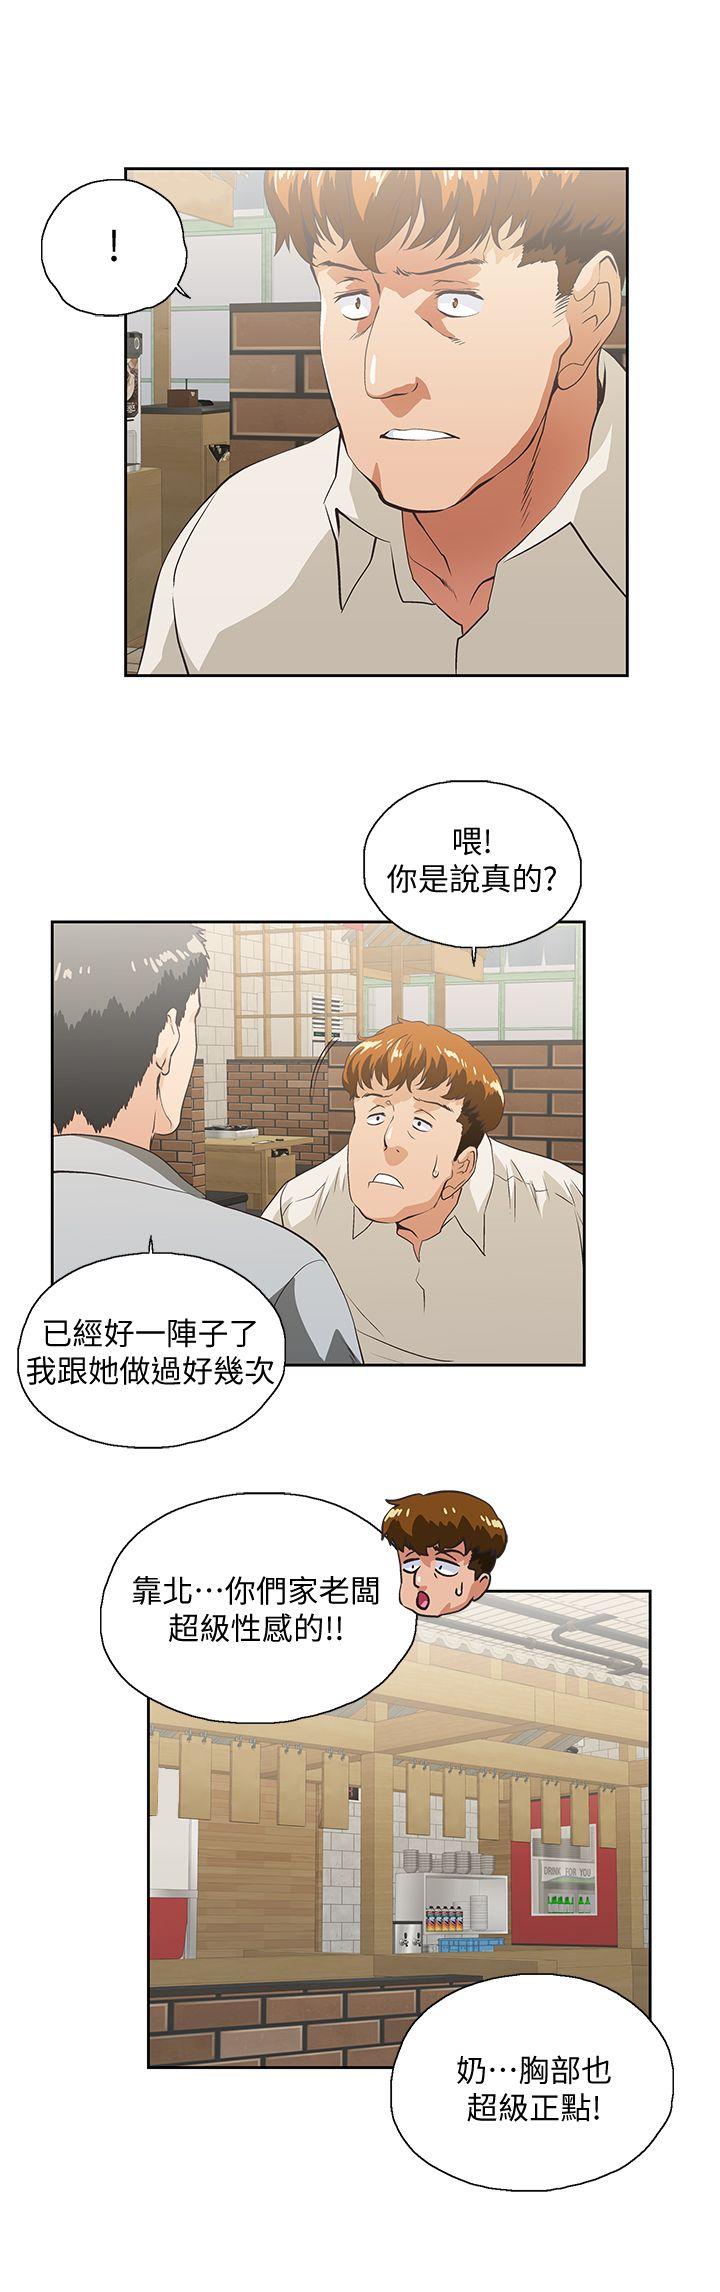 !
喂!
你是說真的?
已經好一陣子了
我跟她做過好幾次
靠北…你們家老闆
超級性感的!!
DRINK FOR YOU
奶…胸部也
超級正點!